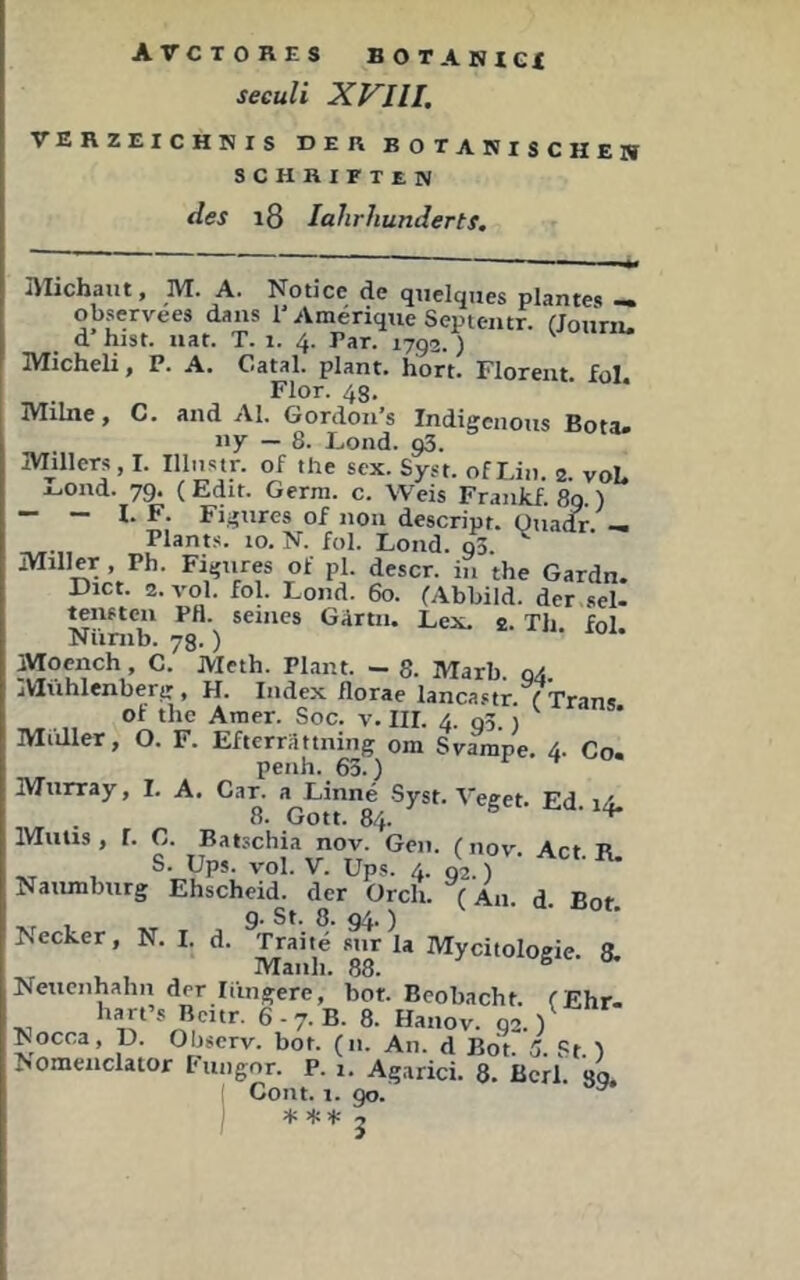 AVCTORES BOTANICI
seculi XVIII.
VERZEICHNIS DER BOTANISCHEN
SCHRIFTEN
des 18 Iahrhunderts.
Michaut, M. A. Notice de quelques plantes —
observées dans l'Amérique Septentr. (Journ.
d'hist. nat. T. 1. 4. Par. 1792.)
Micheli, P. A. Catal. plant. hort. Florent. fol.
Flor. 48.
Milne, C. and Al. Gordon's Indigenous Bota-
ny — 8. Lond. 93.
Millers, I. Illustr. of the sex. Syst. of Lin. 2. vol.
Lond. 79. (Edit. Germ. c. Weis Frankf. 89.)
— — I. F. Figures of non descript. Quadr. —
Plants. 10. N. fol. Lond. 93.
Miller, Ph. Figures of pl. descr. in the Gardn.
Dict. 2. vol. fol. Lond. 60. (Abbild. der sel-
tensten Pfl. seines Gärtn. Lex. 2. Th. fol.
Nürnb. 78.)
Moench, C. Meth. Plant. — 8. Marb. 94.
Mühlenberg, H. Index florae lancastr. (Trans.
of the Amer. Soc. v. III. 4. 93.)
Müller, O. F. Efterrättning om Svampe. 4. Co-
penh. 63.)
Murray, I. A. Car. a Linné Syst. Veget. Ed. 14.
8. Gott. 84.
Mutis, I. C. Batschia nov. Gen. (nov. Act. R.
S. Ups. vol. V. Ups. 4. 92.)
Naumburg Ehscheid. der Orch. (An. d. Bot.
9. St. 8. 94.)
Necker, N. I. d. Traité sur la Mycitologie. 8.
Manh. 88.
Neuenhahn der Iüngere, bot. Beobacht. (Ehr-
hart's Beitr. 6-7. B. 8. Hanov. 92.)
Nocca, D. Observ. bot. (n. An. d Bot. 5. St.)
Nomenclator Fungor. P. 1. Agarici. 8. Berl. 89.
Cont. 1. 90.
*** 3